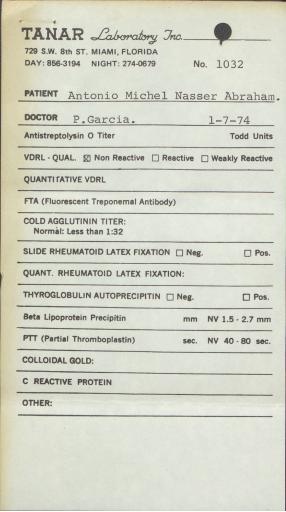 TANAR Laboratory Inc.
729 S.W. 8th ST. MIAMI, FLORIDA
DAY: 856-3194 NIGHT: 274-0679 No. 1032
PATIENT Antonio Michel Nasser Abraham.
DOCTOR P.Garcia. 1-7-74
Antistreptolysin O Titer Todd Units
VDRL - QUAL. ☒ Non Reactive ☐ Reactive ☐ Weakly Reactive
QUANTITATIVE VDRL
FTA (Fluorescent Treponemal Antibody)
COLD AGGLUTININ TITER:
Normal: Less than 1:32
SLIDE RHEUMATOID LATEX FIXATION ☐ Neg. ☐ Pos.
QUANT. RHEUMATOID LATEX FIXATION:
THYROGLOBULIN AUTOPRECIPITIN ☐ Neg. ☐ Pos.
Beta Lipoprotein Precipitin mm NV 1.5 - 2.7 mm
PTT (Partial Thromboplastin) sec. NV 40 - 80 sec.
COLLOIDAL GOLD:
C REACTIVE PROTEIN
OTHER: